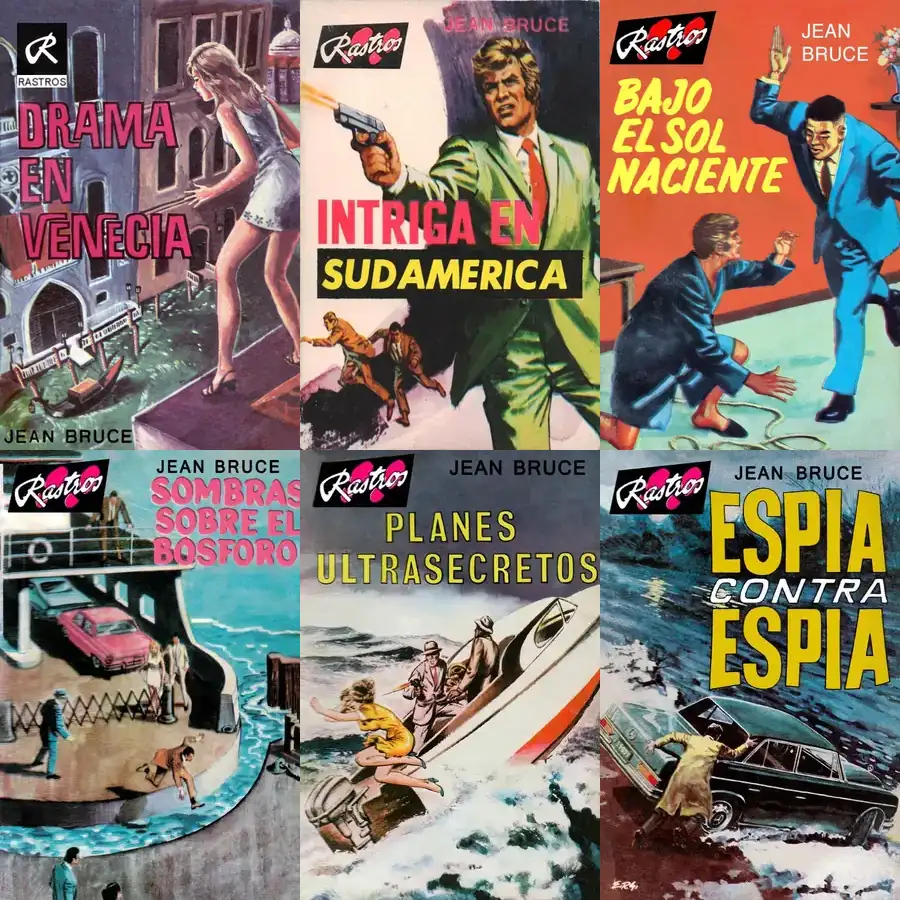 R
RASTROS
DRAMA
EN
VENECIA
JEAN BRUCE
Rastros
JEAN BRUCE
INTRIGA EN
SUDAMERICA
Rastros
JEAN
BRUCE
BAJO
EL SOL
NACIENTE
Rastros
JEAN BRUCE
SOMBRAS
SOBRE EL
BOSFORO
Rastros
JEAN BRUCE
PLANES
ULTRASECRETOS
Rastros
JEAN BRUCE
ESPIA
CONTRA
ESPIA